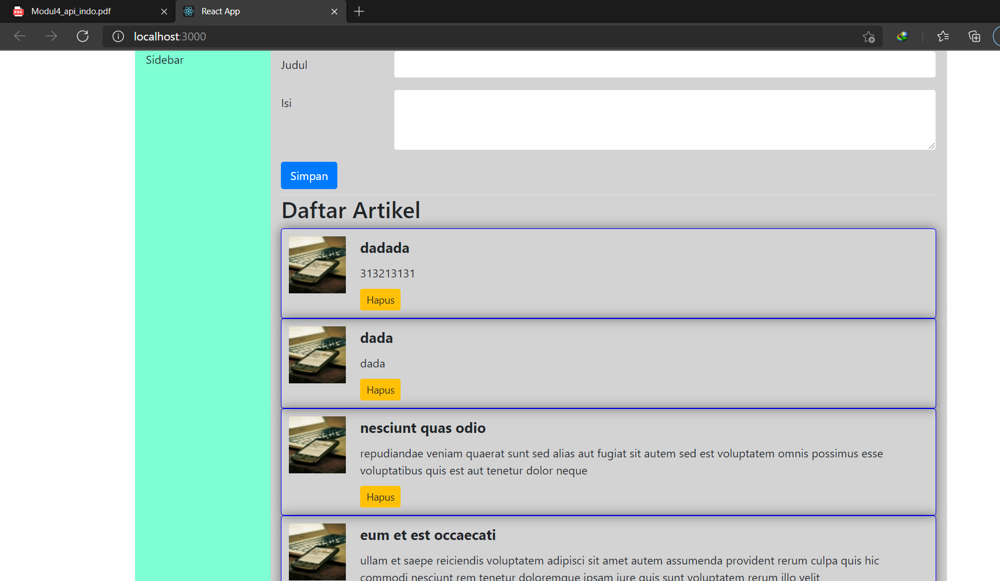 Modul4_api_indo.pdf
React App
localhost:3000
Sidebar
Judul
Isi
Simpan
Daftar Artikel
dadada
313213131
Hapus
dada
dada
Hapus
nesciunt quas odio
repudiandae veniam quaerat sunt sed alias aut fugiat sit autem sed est voluptatem omnis possimus esse
voluptatibus quis est aut tenetur dolor neque
Hapus
eum et est occaecati
ullam et saepe reiciendis voluptatem adipisci sit amet autem assumenda provident rerum culpa quis hic
commodi nesciunt rem tenetur doloremque ipsam iure quis sunt voluptatem rerum illo velit